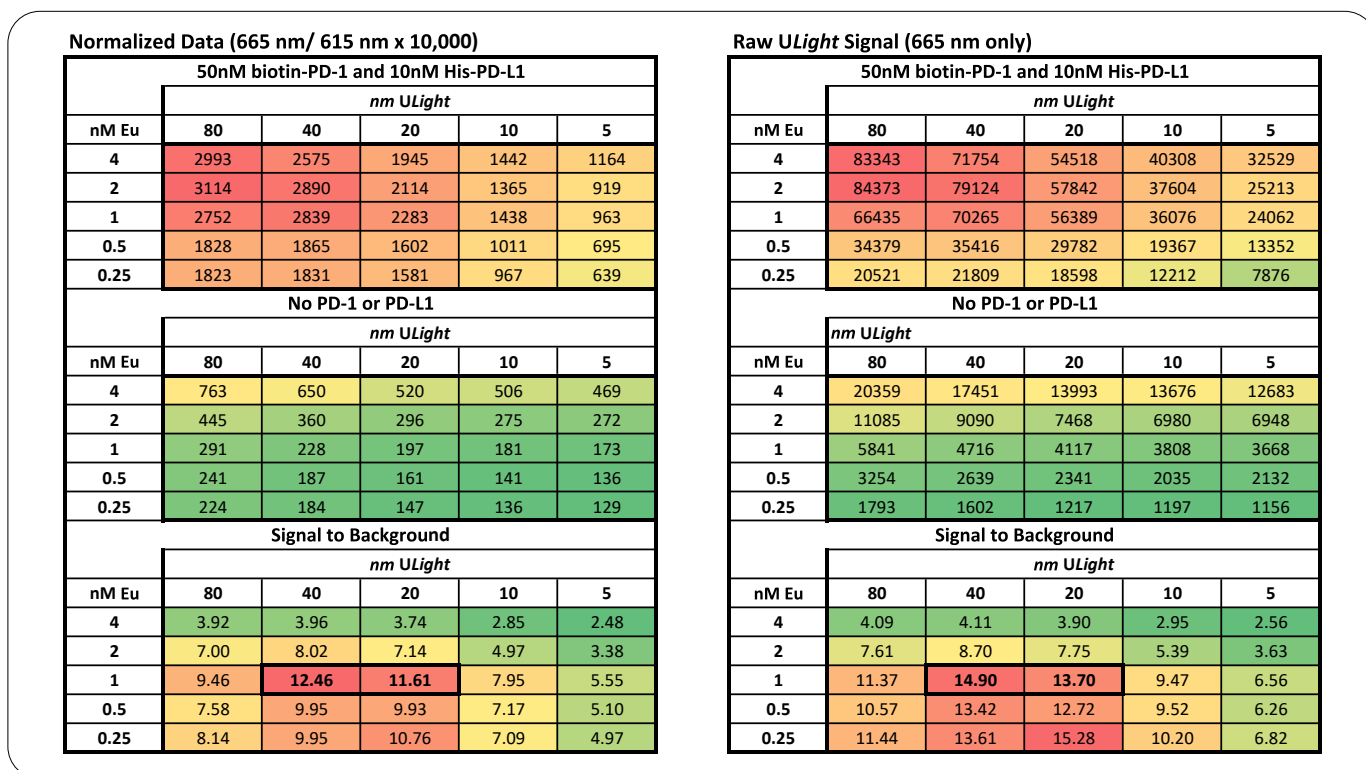 Normalized Data (665 nm/ 615 nm x 10,000)
50nM biotin-PD-1 and 10nM His-PD-L1
nm ULight
nM Eu 80 40 20 10 5
4 2993 2575 1945 1442 1164
2 3114 2890 2114 1365 919
1 2752 2839 2283 1438 963
0.5 1828 1865 1602 1011 695
0.25 1823 1831 1581 967 639
No PD-1 or PD-L1
nm ULight
nM Eu 80 40 20 10 5
4 763 650 520 506 469
2 445 360 296 275 272
1 291 228 197 181 173
0.5 241 187 161 141 136
0.25 224 184 147 136 129
Signal to Background
nm ULight
nM Eu 80 40 20 10 5
4 3.92 3.96 3.74 2.85 2.48
2 7.00 8.02 7.14 4.97 3.38
1 9.46 12.46 11.61 7.95 5.55
0.5 7.58 9.95 9.93 7.17 5.10
0.25 8.14 9.95 10.76 7.09 4.97
Raw ULight Signal (665 nm only)
50nM biotin-PD-1 and 10nM His-PD-L1
nm ULight
nM Eu 80 40 20 10 5
4 83343 71754 54518 40308 32529
2 84373 79124 57842 37604 25213
1 66435 70265 56389 36076 24062
0.5 34379 35416 29782 19367 13352
0.25 20521 21809 18598 12212 7876
No PD-1 or PD-L1
nm ULight
nM Eu 80 40 20 10 5
4 20359 17451 13993 13676 12683
2 11085 9090 7468 6980 6948
1 5841 4716 4117 3808 3668
0.5 3254 2639 2341 2035 2132
0.25 1793 1602 1217 1197 1156
Signal to Background
nm ULight
nM Eu 80 40 20 10 5
4 4.09 4.11 3.90 2.95 2.56
2 7.61 8.70 7.75 5.39 3.63
1 11.37 14.90 13.70 9.47 6.56
0.5 10.57 13.42 12.72 9.52 6.26
0.25 11.44 13.61 15.28 10.20 6.82